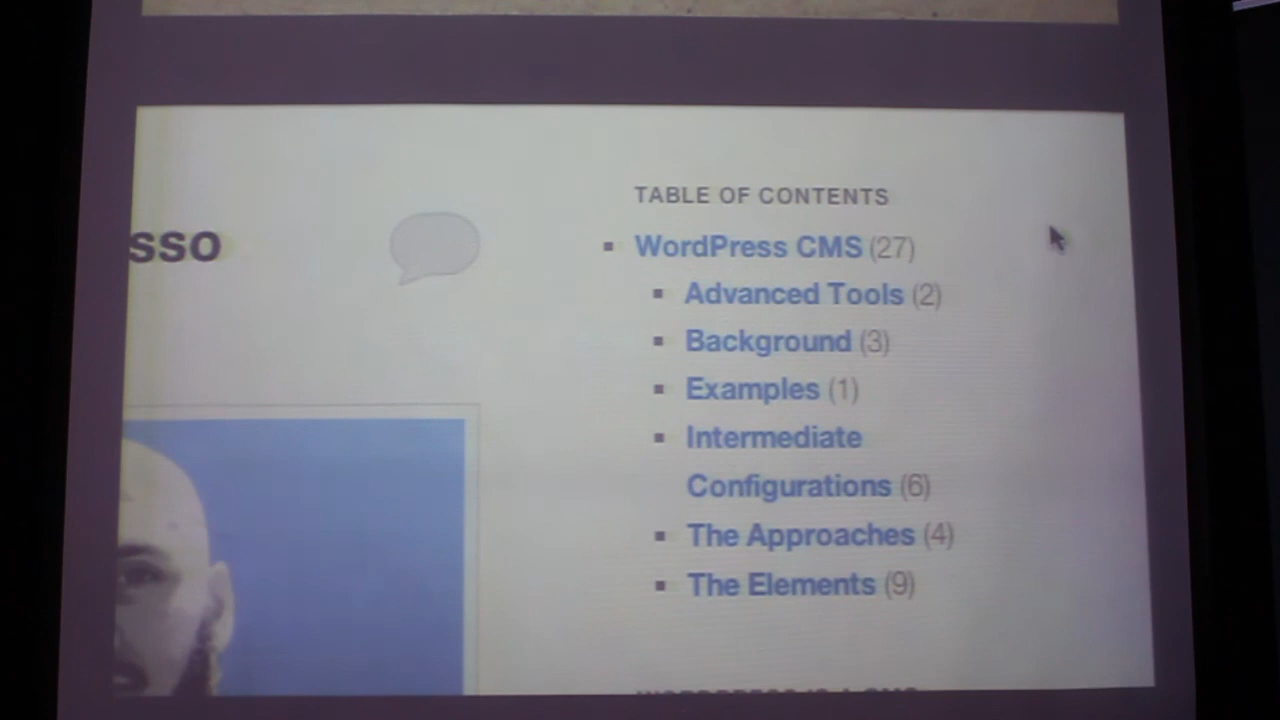 TABLE OF CONTENTS
sso
WordPress CMS (27)
Advanced Tools (2)
Background (3)
Examples (1)
Intermediate
Configurations (6)
The Approaches (4)
The Elements (9)